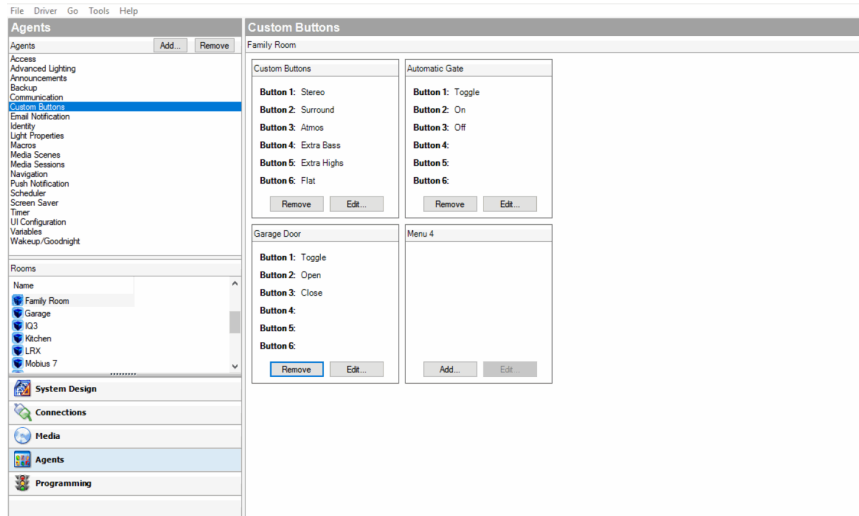 File Driver Go Tools Help
Agents
Agents Add... Remove
Access
Advanced Lighting
Announcements
Backup
Communication
Custom Buttons
Email Notification
Identity
Light Properties
Macros
Media Scenes
Media Sessions
Navigation
Push Notification
Scheduler
Screen Saver
Timer
UI Configuration
Variables
Wakeup/Goodnight
Rooms
Name
Family Room
Garage
IQ3
Kitchen
LRX
Mobius 7
System Design
Connections
Media
Agents
Programming
Custom Buttons
Family Room
Custom Buttons
Button 1: Stereo
Button 2: Surround
Button 3: Atmos
Button 4: Extra Bass
Button 5: Extra Highs
Button 6: Flat
Remove Edit...
Automatic Gate
Button 1: Toggle
Button 2: On
Button 3: Off
Button 4:
Button 5:
Button 6:
Remove Edit...
Garage Door
Button 1: Toggle
Button 2: Open
Button 3: Close
Button 4:
Button 5:
Button 6:
Remove Edit...
Menu 4
Add... Edit...